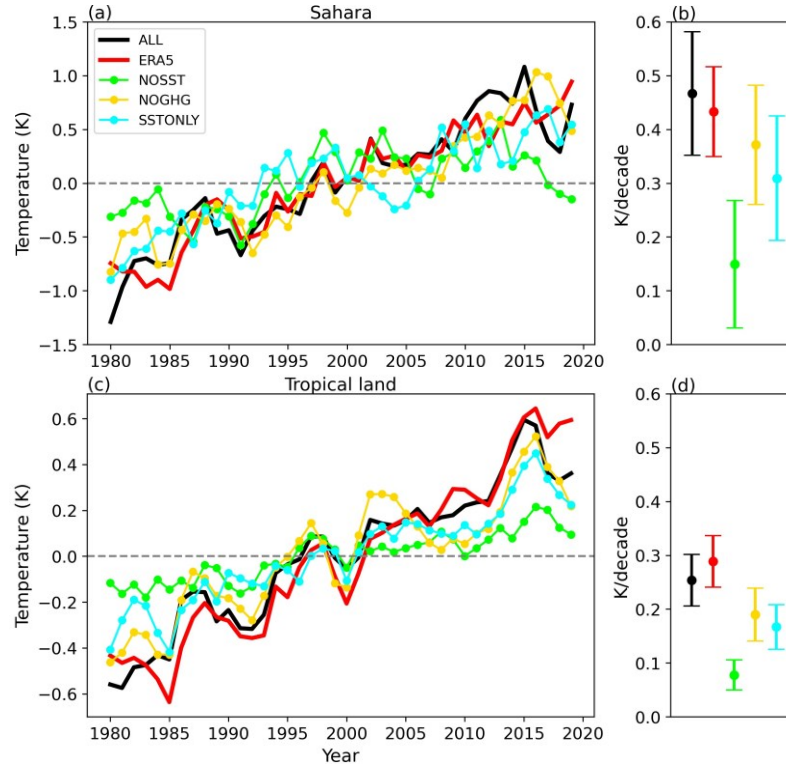 (a) Sahara (b)
1.5
1.0
0.5
0.0
−0.5
−1.0
−1.5
Temperature (K)
ALL
ERA5
NOSST
NOGHG
SSTONLY
1980 1985 1990 1995 2000 2005 2010 2015 2020
0.6
0.5
0.4
0.3
0.2
0.1
0.0
K/decade
(c) Tropical land (d)
0.6
0.4
0.2
0.0
−0.2
−0.4
−0.6
Temperature (K)
1980 1985 1990 1995 2000 2005 2010 2015 2020
Year
0.6
0.5
0.4
0.3
0.2
0.1
0.0
K/decade